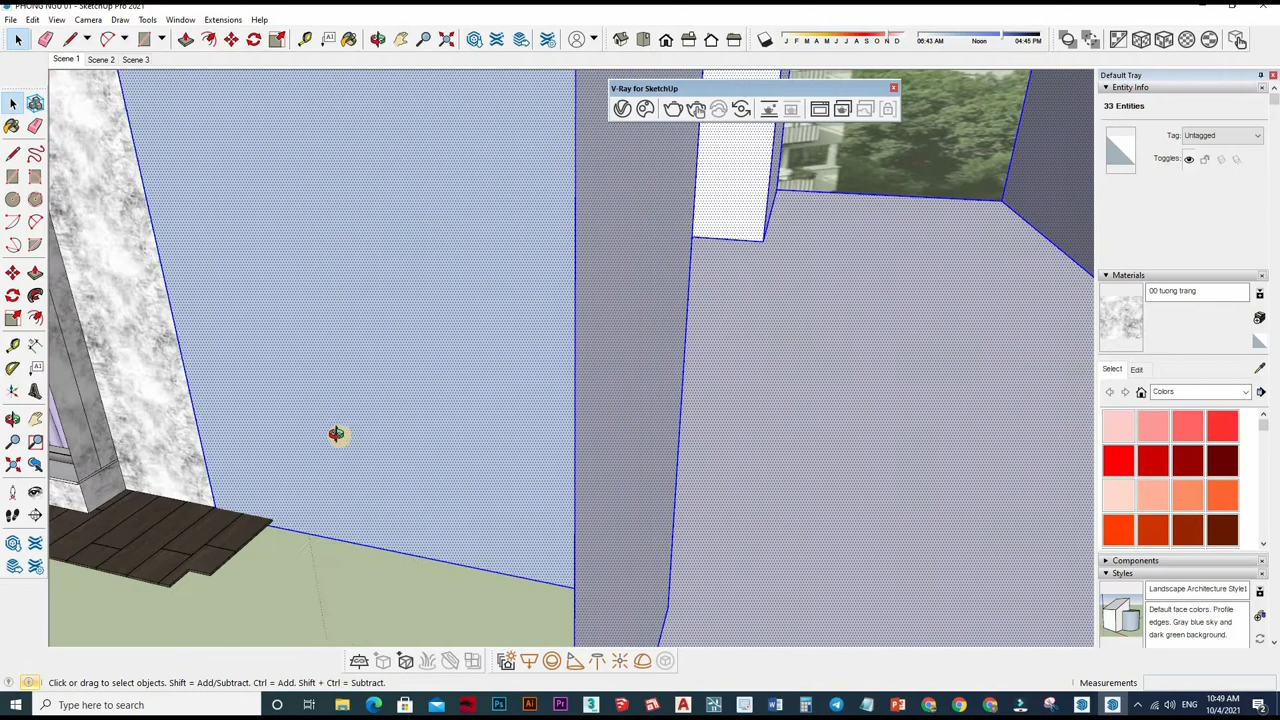 PHONG NGU 01 - SketchUp Pro 2021
File Edit View Camera Draw Tools Window Extensions Help
J F M A M J J A S O N D
06:43 AM Noon 04:45 PM
Scene 1 Scene 2 Scene 3
V-Ray for SketchUp
Default Tray
Entity Info
33 Entities
Tag: Untagged
Toggles:
Materials
00 tuong trang
Select Edit
Colors
Components
Styles
Landscape Architecture Style1
Default face colors. Profile
edges. Gray blue sky and
dark green background.
Click or drag to select objects. Shift = Add/Subtract. Ctrl = Add. Shift + Ctrl = Subtract.
Measurements
Type here to search
ENG
10:49 AM
10/4/2021